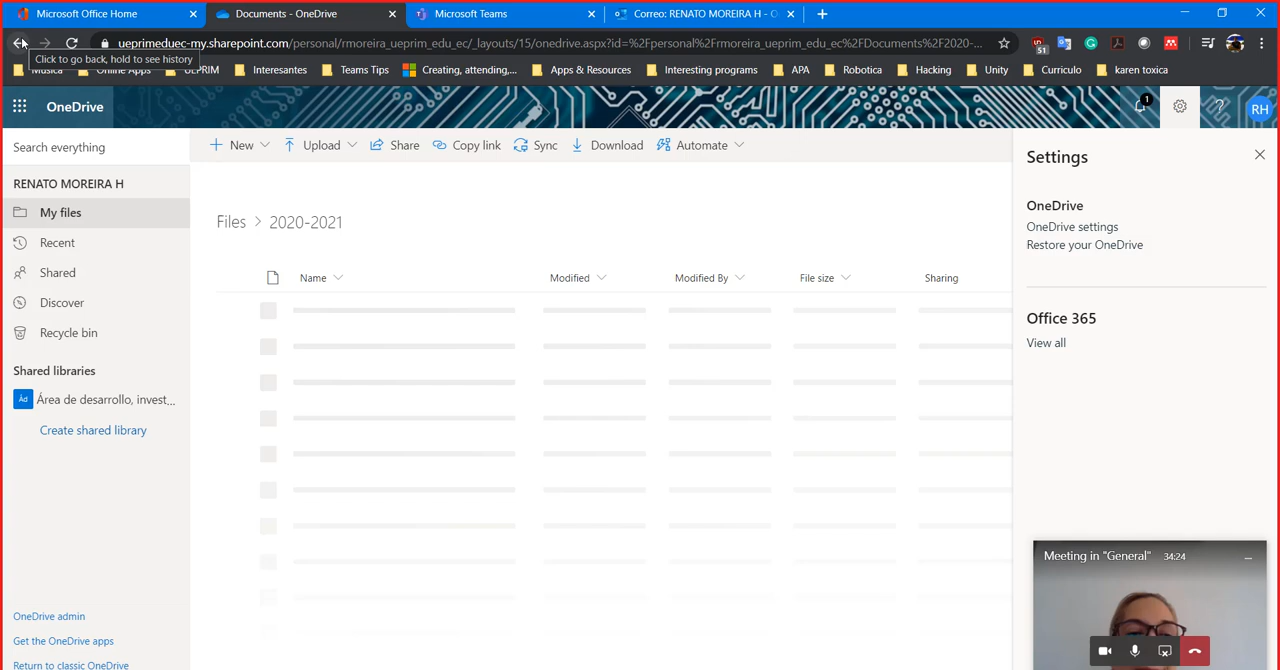 Microsoft Office Home
Documents - OneDrive
Microsoft Teams
Correo: RENATO MOREIRA H - O
ueprimeduec-my.sharepoint.com/personal/rmoreira_ueprim_edu_ec/_layouts/15/onedrive.aspx?id=%2Fpersonal%2Frmoreira_ueprim_edu_ec%2FDocuments%2F2020-...
51
Click to go back, hold to see history
Musica
Online Apps
UEPRIM
Interesantes
Teams Tips
Creating, attending,...
Apps & Resources
Interesting programs
APA
Robotica
Hacking
Unity
Curriculo
karen toxica
OneDrive
1
?
RH
Search everything
New
Upload
Share
Copy link
Sync
Download
Automate
Settings
RENATO MOREIRA H
My files
Recent
Shared
Discover
Recycle bin
Shared libraries
Ád
Área de desarrollo, invest...
Create shared library
OneDrive admin
Get the OneDrive apps
Return to classic OneDrive
Files > 2020-2021
Name
Modified
Modified By
File size
Sharing
OneDrive
OneDrive settings
Restore your OneDrive
Office 365
View all
Meeting in "General" 34:24